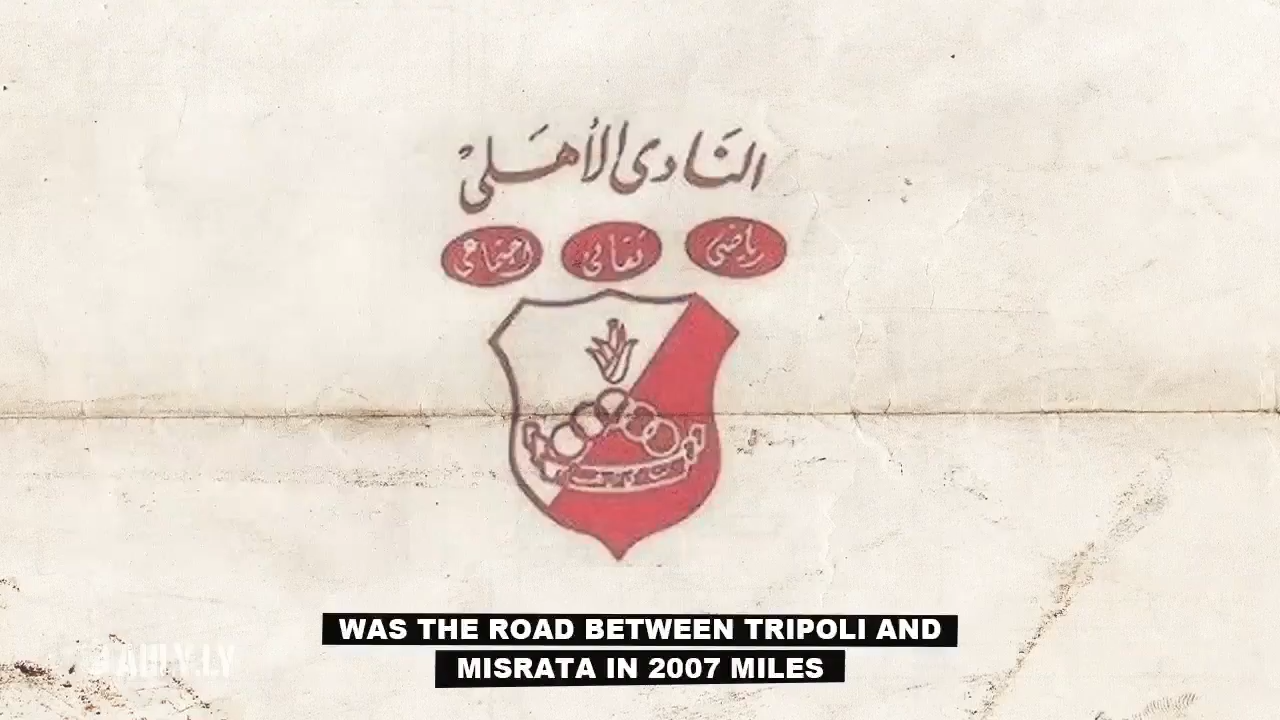 النادى الأهلى
رياضى ثقافى اجتماعى
WAS THE ROAD BETWEEN TRIPOLI AND
MISRATA IN 2007 MILES